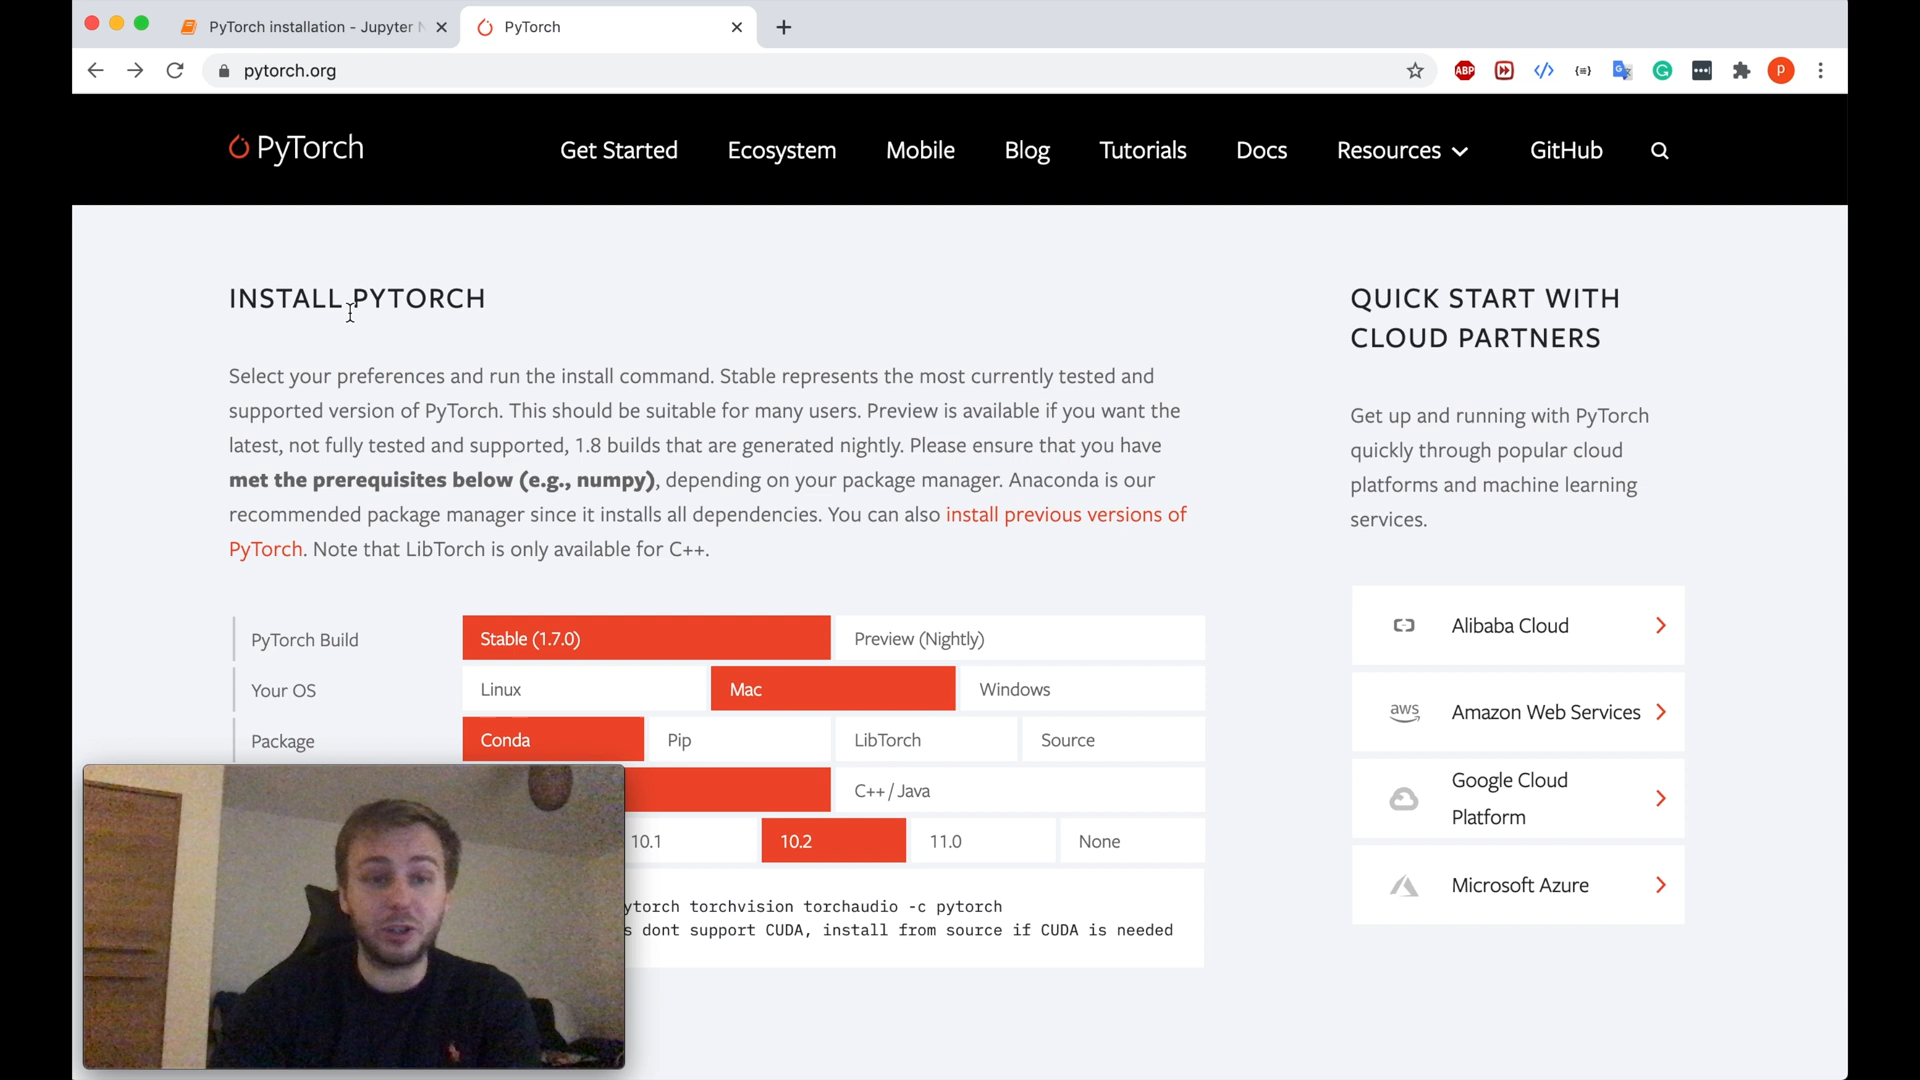 PyTorch installation - Jupyter N
PyTorch
pytorch.org
ABP
P
PyTorch
Get Started
Ecosystem
Mobile
Blog
Tutorials
Docs
Resources
GitHub
INSTALL PYTORCH
Select your preferences and run the install command. Stable represents the most currently tested and
supported version of PyTorch. This should be suitable for many users. Preview is available if you want the
latest, not fully tested and supported, 1.8 builds that are generated nightly. Please ensure that you have
met the prerequisites below (e.g., numpy), depending on your package manager. Anaconda is our
recommended package manager since it installs all dependencies. You can also install previous versions of
PyTorch. Note that LibTorch is only available for C++.
PyTorch Build
Stable (1.7.0)
Preview (Nightly)
Your OS
Linux
Mac
Windows
Package
Conda
Pip
LibTorch
Source
C++ / Java
10.1
10.2
11.0
None
ytorch torchvision torchaudio -c pytorch
s dont support CUDA, install from source if CUDA is needed
QUICK START WITH
CLOUD PARTNERS
Get up and running with PyTorch
quickly through popular cloud
platforms and machine learning
services.
Alibaba Cloud
aws
Amazon Web Services
Google Cloud
Platform
Microsoft Azure